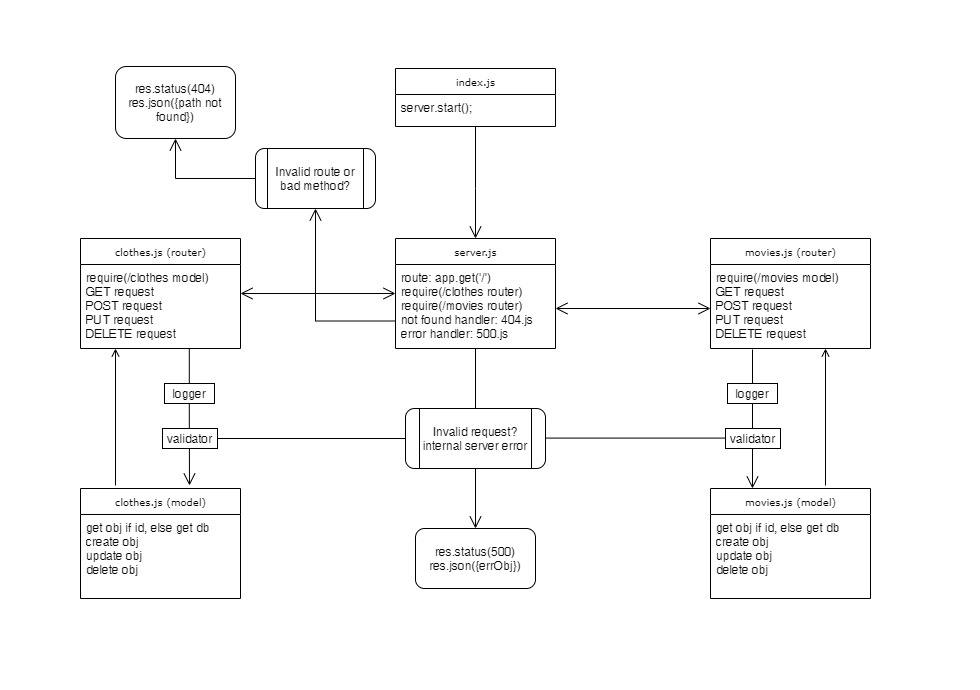 res.status(404)
res.json({path not
found})
index.js
server.start();
Invalid route or
bad method?
clothes.js (router)
require(/clothes model)
GET request
POST request
PUT request
DELETE request
server.js
route: app.get('/')
require(/clothes router)
require(/movies router)
not found handler: 404.js
error handler: 500.js
movies.js (router)
require(/movies model)
GET request
POST request
PUT request
DELETE request
logger
validator
Invalid request?
internal server error
logger
validator
clothes.js (model)
get obj if id, else get db
create obj
update obj
delete obj
res.status(500)
res.json({errObj})
movies.js (model)
get obj if id, else get db
create obj
update obj
delete obj